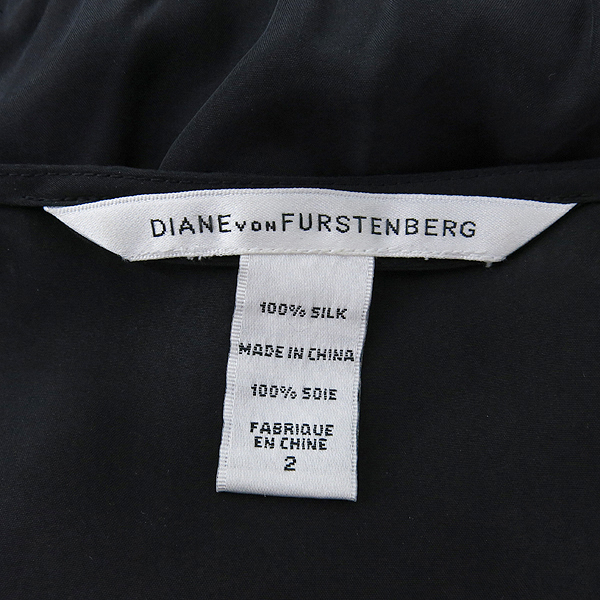 DIANE VON FURSTENBERG
100% SILK
MADE IN CHINA
100% SOIE
FABRIQUE
EN CHINE
2